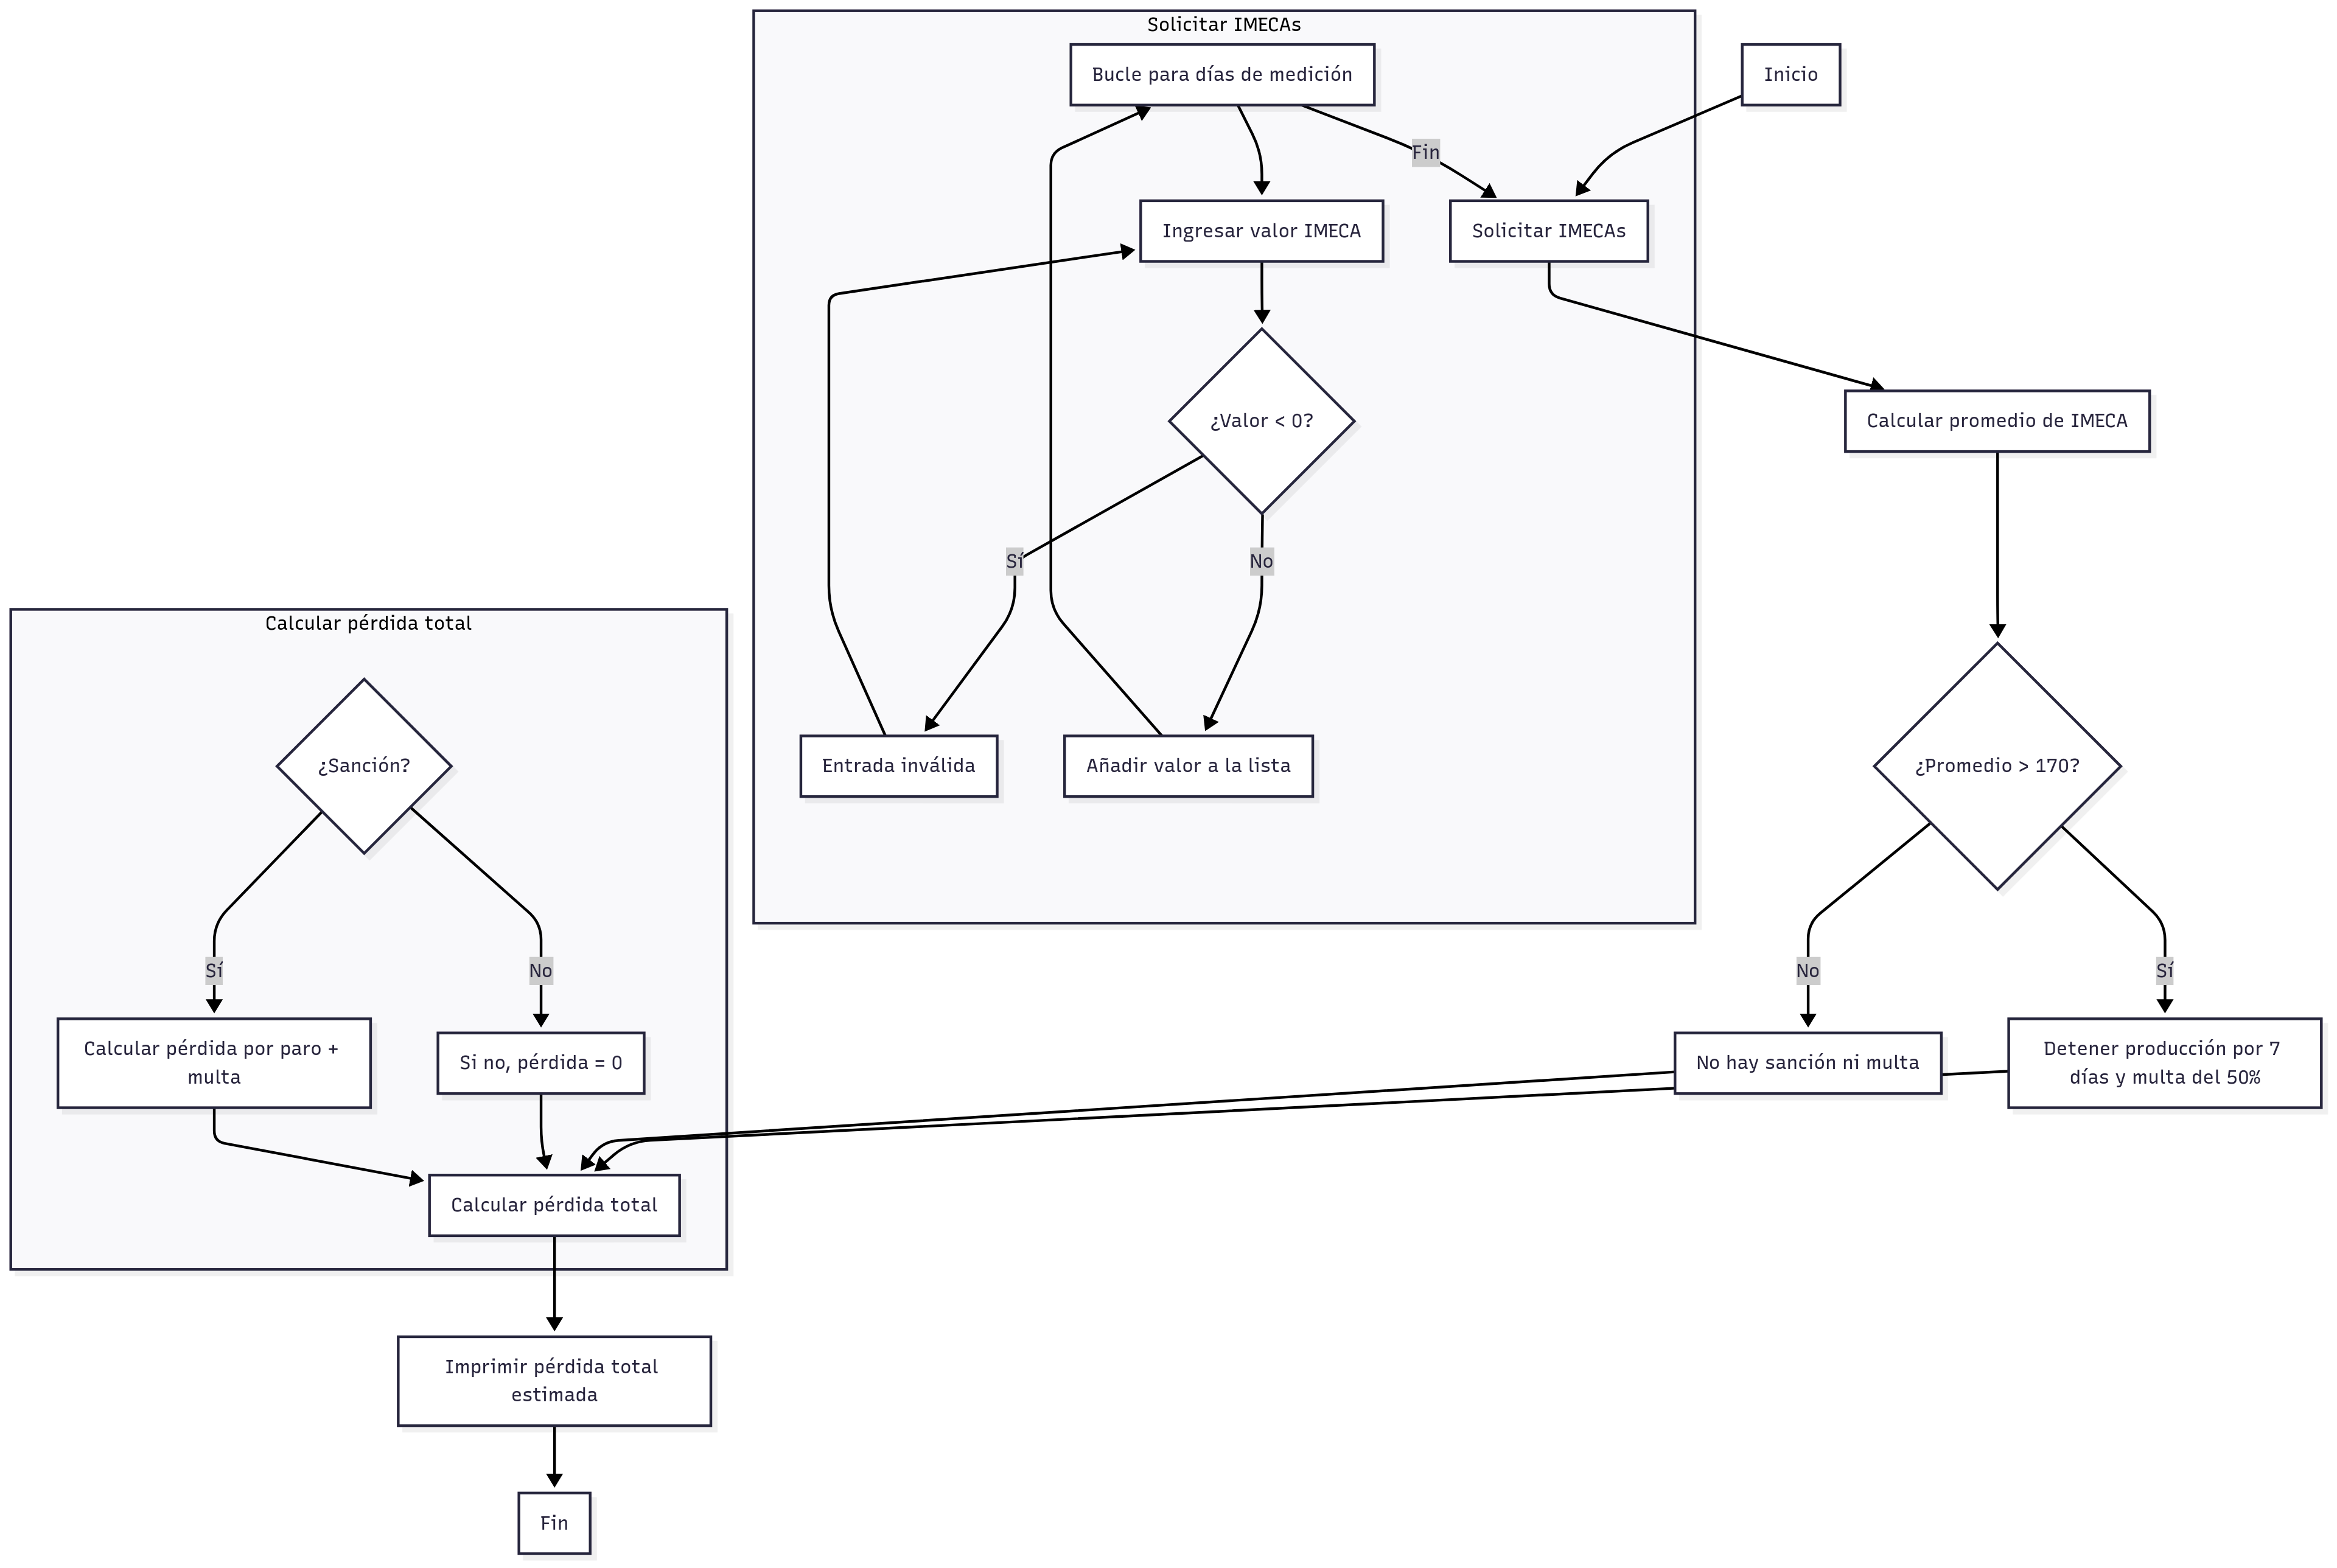 Solicitar IMECAs
Bucle para días de medición
Inicio
Fin
Ingresar valor IMECA
Solicitar IMECAs
¿Valor < 0?
Calcular promedio de IMECA
Sí
No
Entrada inválida
Añadir valor a la lista
¿Promedio > 170?
No
Sí
No hay sanción ni multa
Detener producción por 7
días y multa del 50%
Calcular pérdida total
¿Sanción?
Sí
No
Calcular pérdida por paro +
multa
Si no, pérdida = 0
Calcular pérdida total
Imprimir pérdida total
estimada
Fin